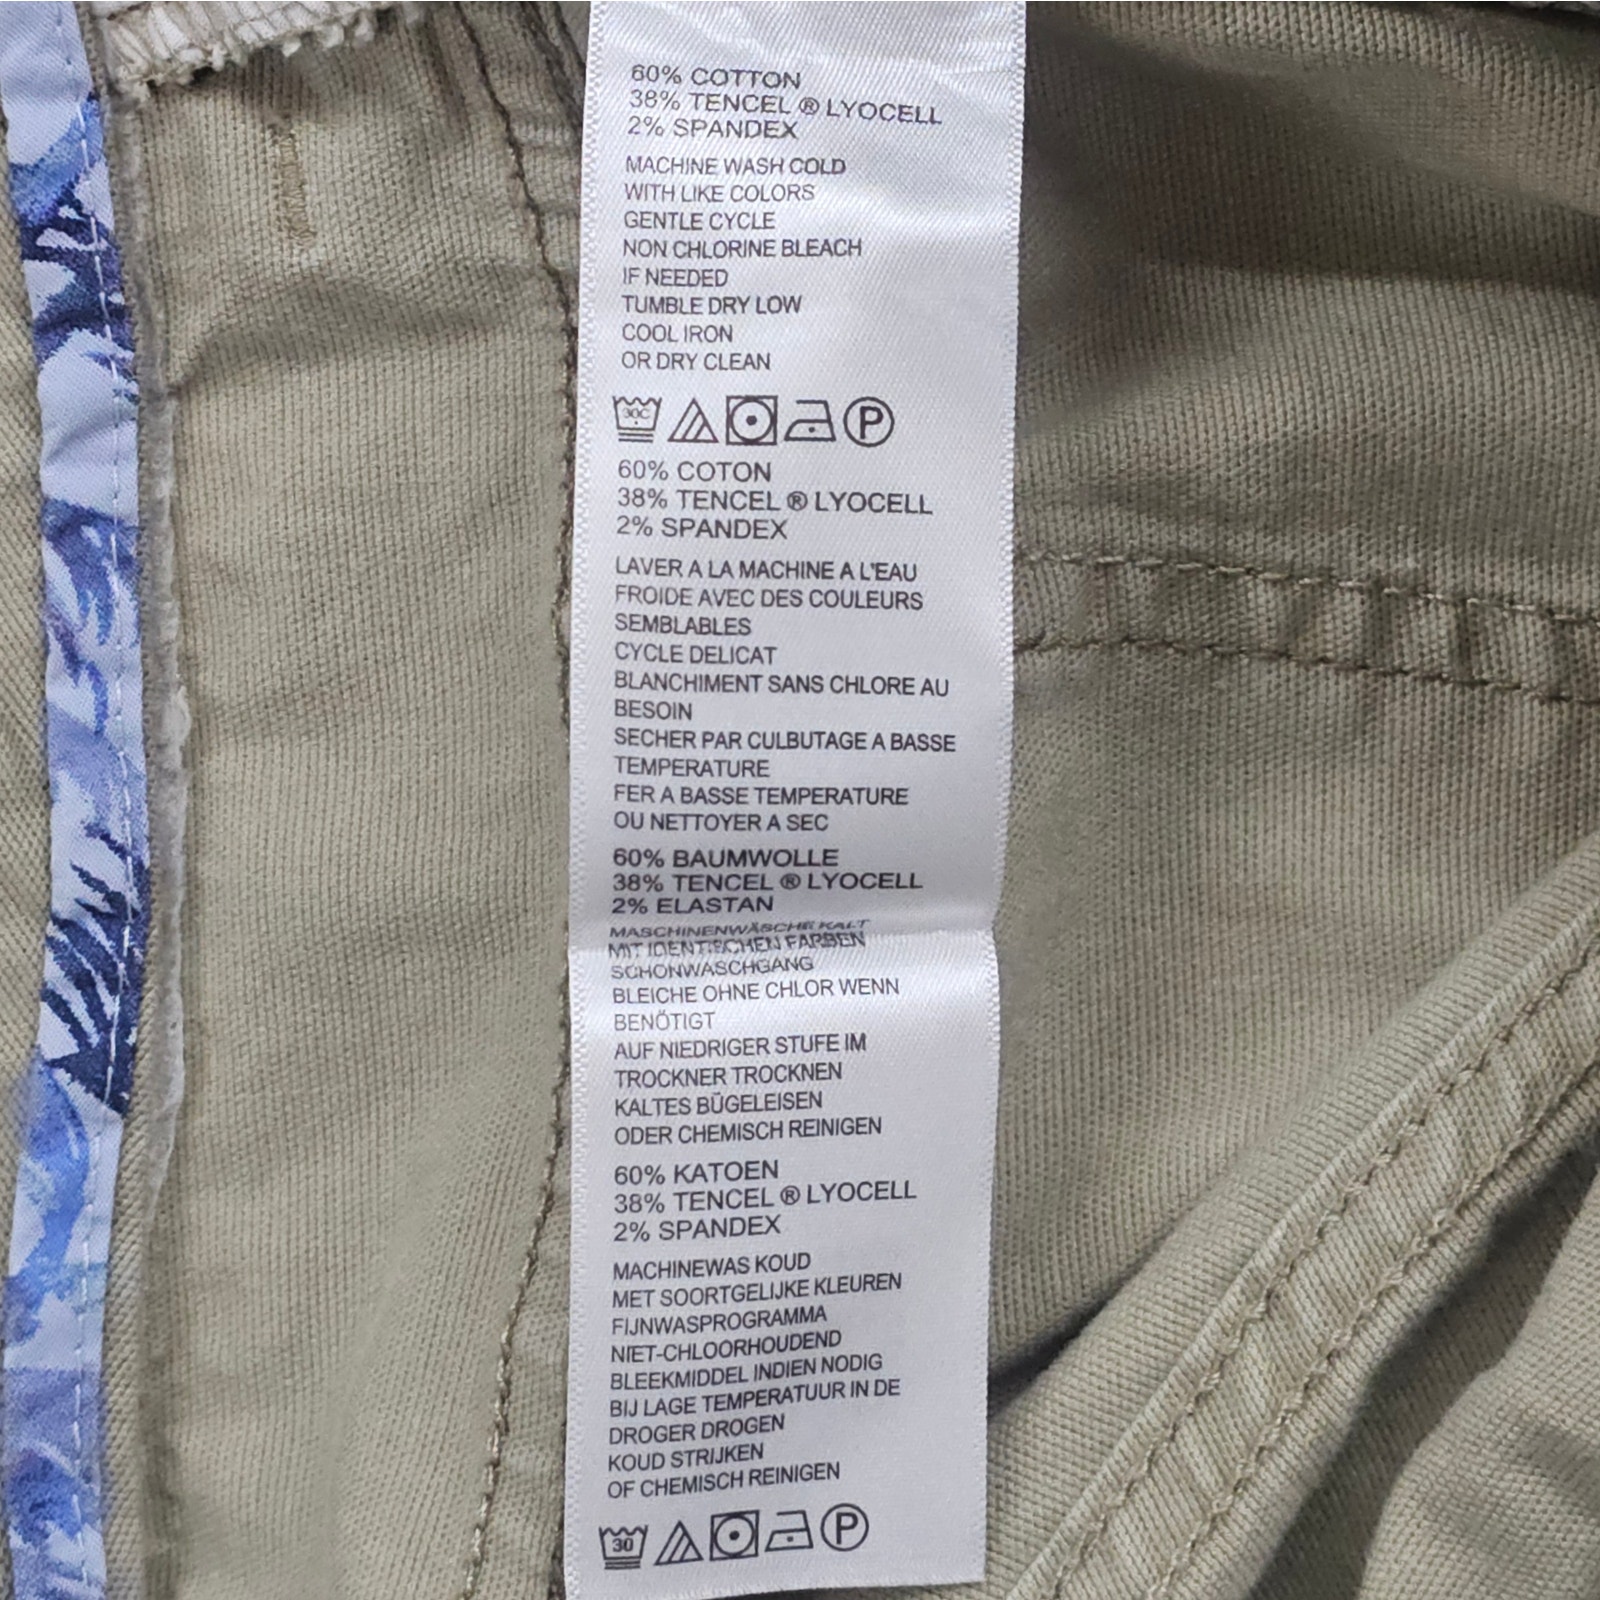 60% COTTON
38% TENCEL ® LYOCELL
2% SPANDEX
MACHINE WASH COLD
WITH LIKE COLORS
GENTLE CYCLE
NON CHLORINE BLEACH
IF NEEDED
TUMBLE DRY LOW
COOL IRON
OR DRY CLEAN
30C P
60% COTON
38% TENCEL ® LYOCELL
2% SPANDEX
LAVER A LA MACHINE A L'EAU
FROIDE AVEC DES COULEURS
SEMBLABLES
CYCLE DELICAT
BLANCHIMENT SANS CHLORE AU
BESOIN
SECHER PAR CULBUTAGE A BASSE
TEMPERATURE
FER A BASSE TEMPERATURE
OU NETTOYER A SEC
60% BAUMWOLLE
38% TENCEL ® LYOCELL
2% ELASTAN
MASCHINENWÄSCHE KALT
MIT IDENTISCHEN FARBEN
SCHONWASCHGANG
BLEICHE OHNE CHLOR WENN
BENÖTIGT
AUF NIEDRIGER STUFE IM
TROCKNER TROCKNEN
KALTES BÜGELEISEN
ODER CHEMISCH REINIGEN
60% KATOEN
38% TENCEL ® LYOCELL
2% SPANDEX
MACHINEWAS KOUD
MET SOORTGELIJKE KLEUREN
FIJNWASPROGRAMMA
NIET-CHLOORHOUDEND
BLEEKMIDDEL INDIEN NODIG
BIJ LAGE TEMPERATUUR IN DE
DROGER DROGEN
KOUD STRIJKEN
OF CHEMISCH REINIGEN
30 P